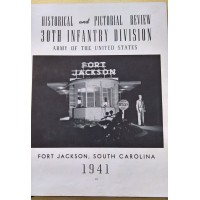 HISTORICAL and PICTORIAL REVIEW
30TH INFANTRY DIVISION
ARMY OF THE UNITED STATES
FORT
JACKSON
FORT JACKSON, SOUTH CAROLINA
1941